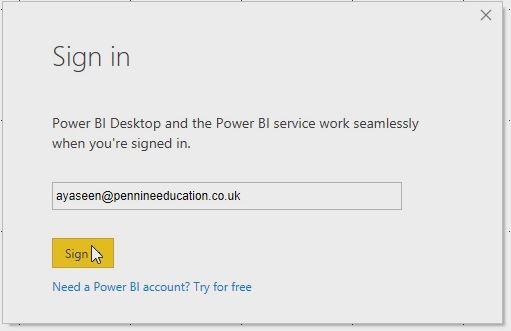 Sign in
Power BI Desktop and the Power BI service work seamlessly
when you're signed in.
ayaseen@pennineeducation.co.uk
Sign
Need a Power BI account? Try for free